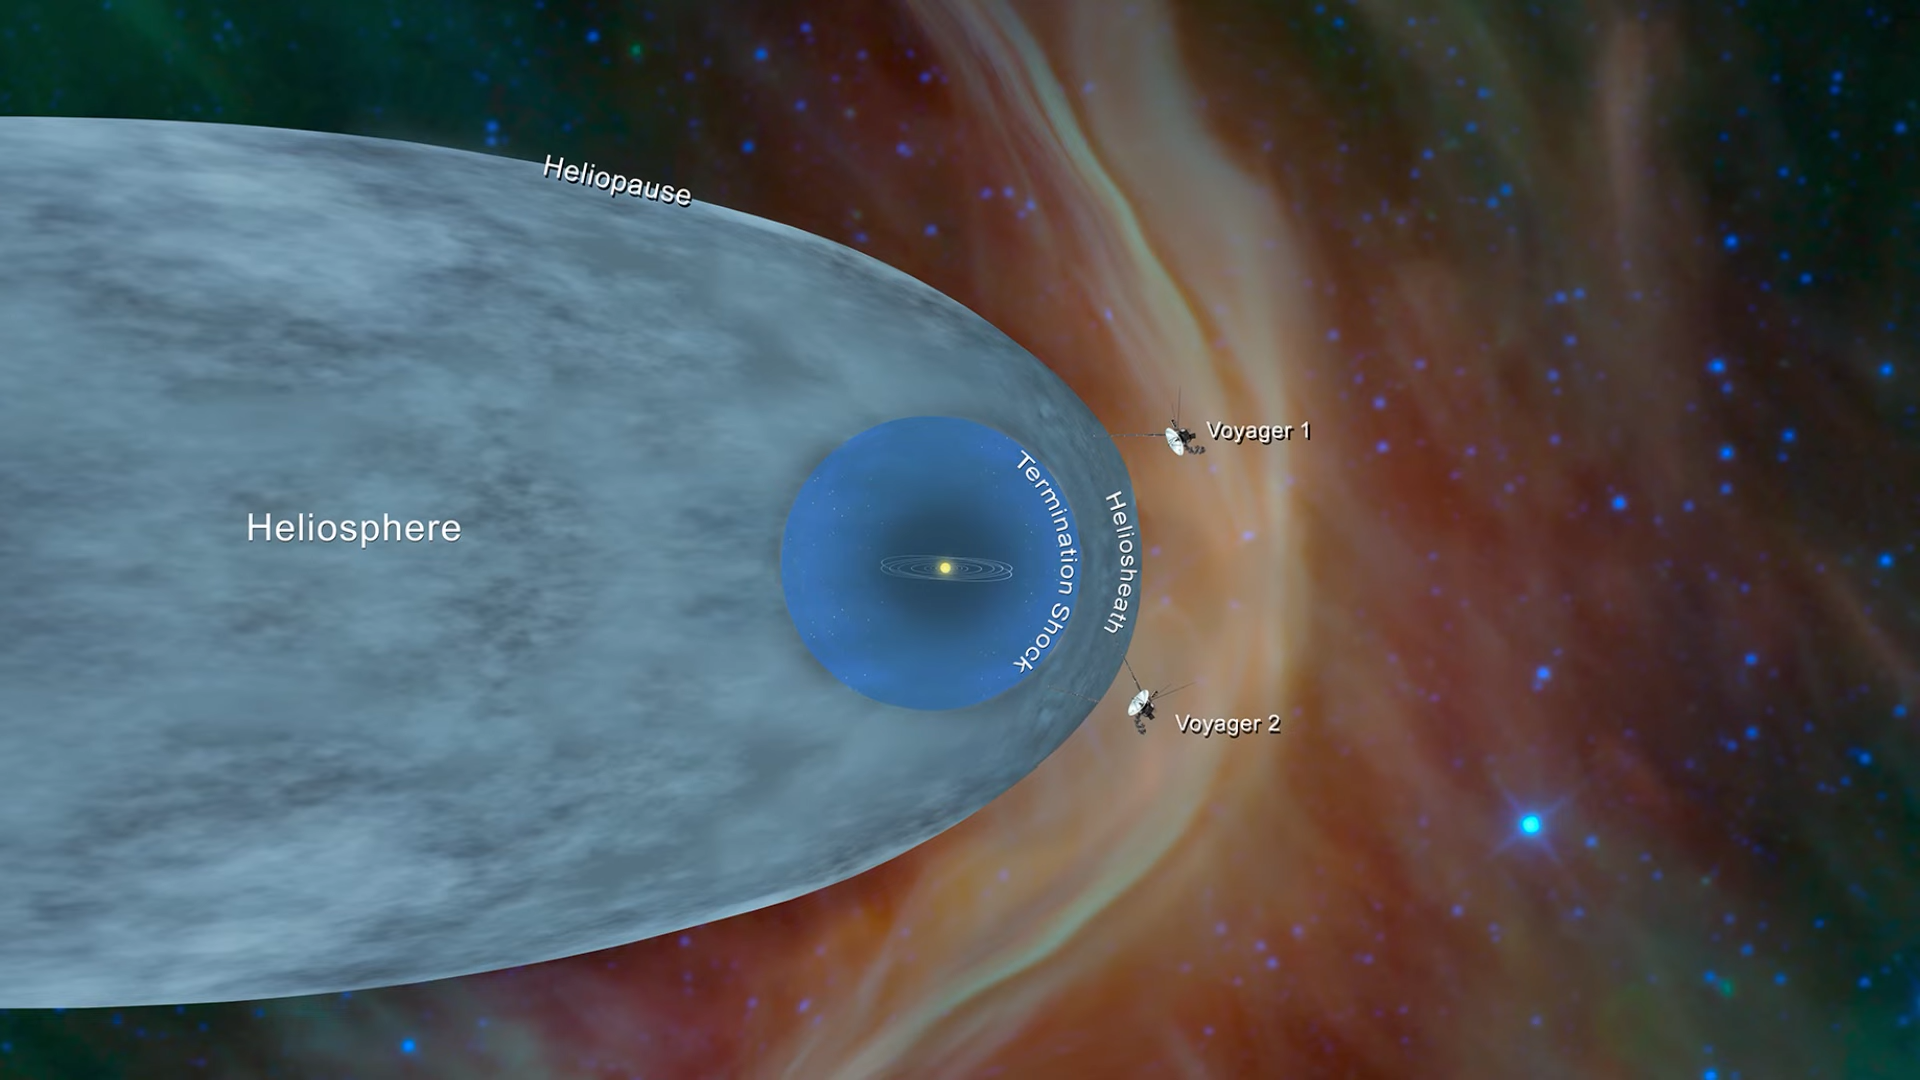 Heliopause
Voyager 1
Termination Shock
Heliosheath
Heliosphere
Voyager 2